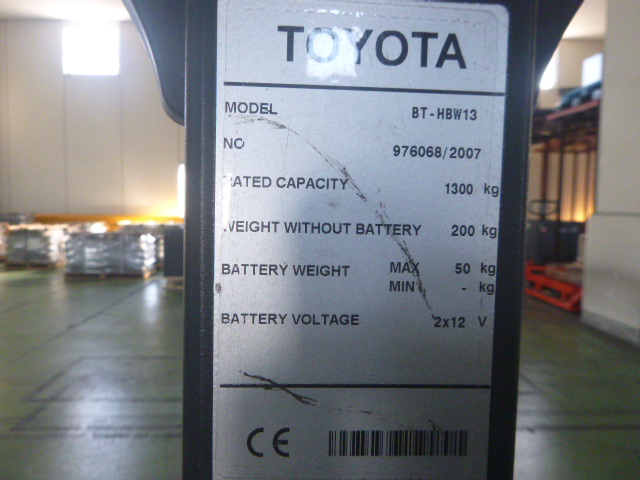 TOYOTA
MODEL BT-HBW13
NO 976068/2007
RATED CAPACITY 1300 kg
WEIGHT WITHOUT BATTERY 200 kg
BATTERY WEIGHT MAX 50 kg
MIN - kg
BATTERY VOLTAGE 2x12 V
CE